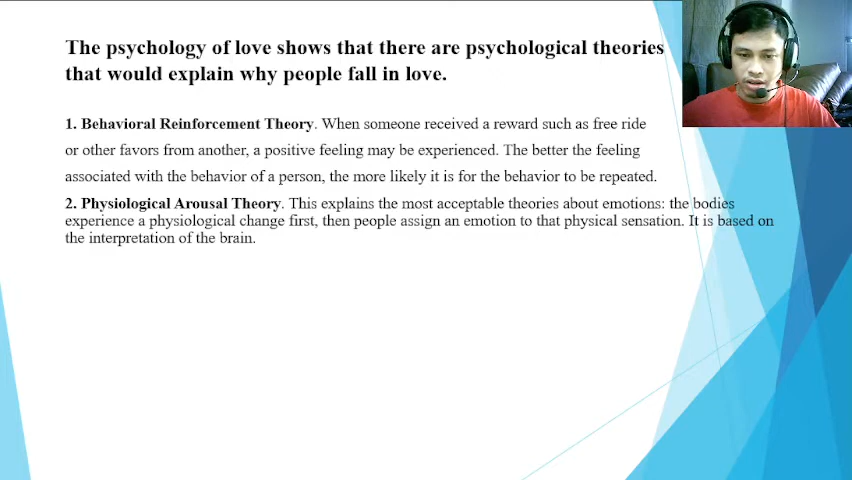 The psychology of love shows that there are psychological theories
that would explain why people fall in love.
1. Behavioral Reinforcement Theory. When someone received a reward such as free ride
or other favors from another, a positive feeling may be experienced. The better the feeling
associated with the behavior of a person, the more likely it is for the behavior to be repeated.
2. Physiological Arousal Theory. This explains the most acceptable theories about emotions: the bodies
experience a physiological change first, then people assign an emotion to that physical sensation. It is based on
the interpretation of the brain.